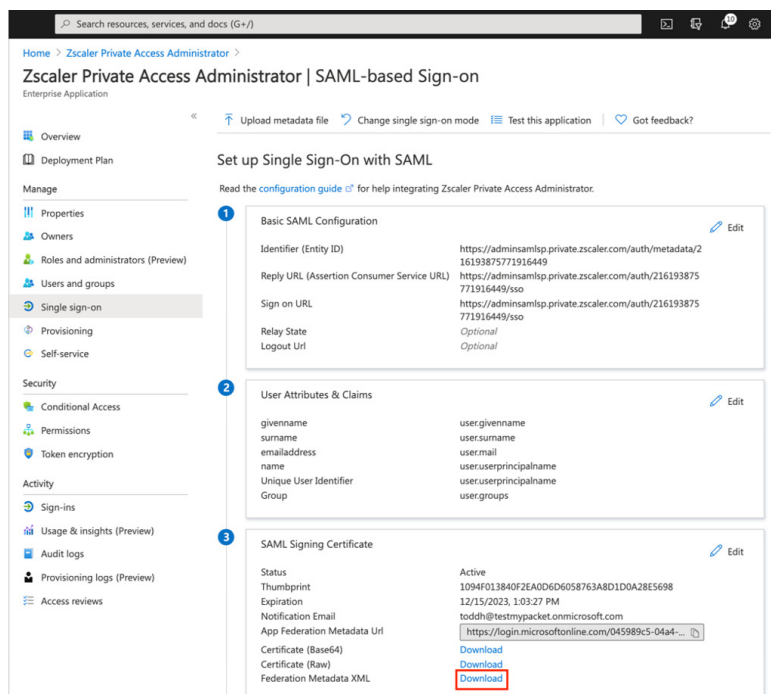 Search resources, services, and docs (G+/)
10
Home > Zscaler Private Access Administrator >
Zscaler Private Access Administrator | SAML-based Sign-on
Enterprise Application
«
Overview
Deployment Plan
Manage
Properties
Owners
Roles and administrators (Preview)
Users and groups
Single sign-on
Provisioning
Self-service
Security
Conditional Access
Permissions
Token encryption
Activity
Sign-ins
Usage & insights (Preview)
Audit logs
Provisioning logs (Preview)
Access reviews
Upload metadata file Change single sign-on mode Test this application | Got feedback?
Set up Single Sign-On with SAML
Read the configuration guide for help integrating Zscaler Private Access Administrator.
1
Basic SAML Configuration
Edit
Identifier (Entity ID) https://adminsamlsp.private.zscaler.com/auth/metadata/2
16193875771916449
Reply URL (Assertion Consumer Service URL) https://adminsamlsp.private.zscaler.com/auth/216193875
771916449/sso
Sign on URL https://adminsamlsp.private.zscaler.com/auth/216193875
771916449/sso
Relay State Optional
Logout Url Optional
2
User Attributes & Claims
Edit
givenname user.givenname
surname user.surname
emailaddress user.mail
name user.userprincipalname
Unique User Identifier user.userprincipalname
Group user.groups
3
SAML Signing Certificate
Edit
Status Active
Thumbprint 1094F013840F2EA0D6D6058763A8D1D0A28E5698
Expiration 12/15/2023, 1:03:27 PM
Notification Email toddh@testmypacket.onmicrosoft.com
App Federation Metadata Url https://login.microsoftonline.com/045989c5-04a4-...
Certificate (Base64) Download
Certificate (Raw) Download
Federation Metadata XML Download